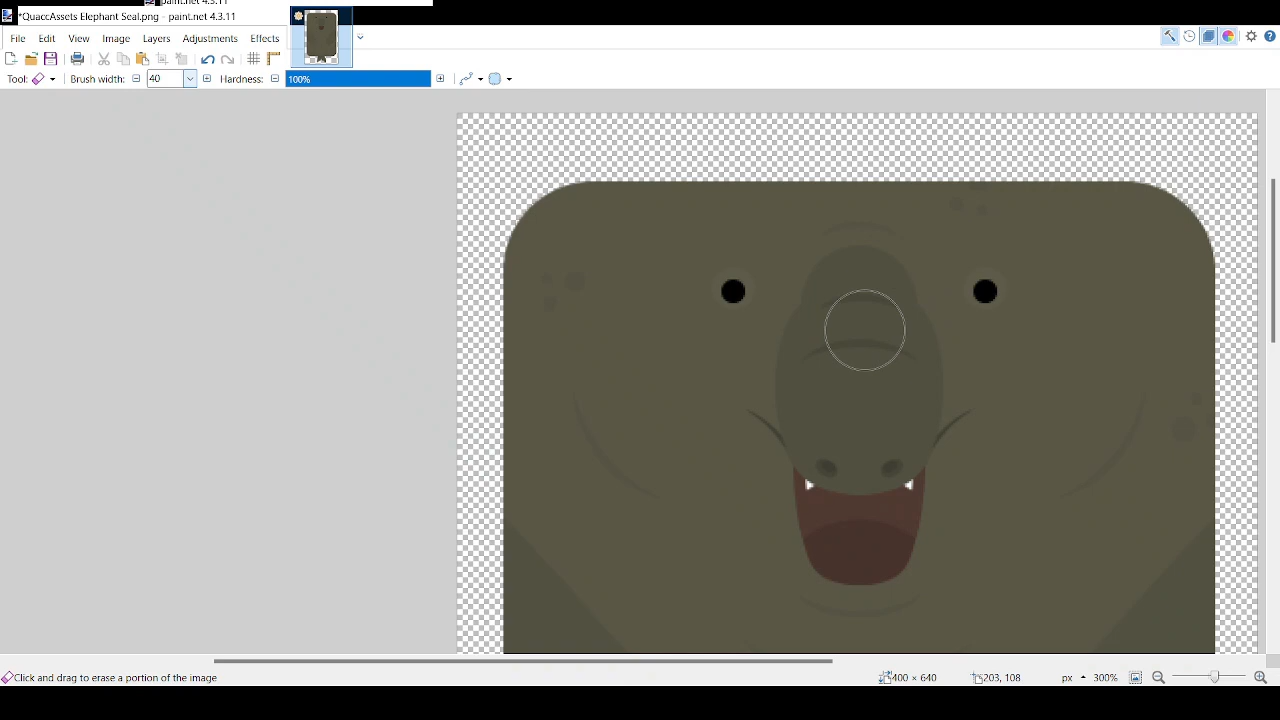 paint.net 4.3.11
*QuaccAssets Elephant Seal.png - paint.net 4.3.11
File Edit View Image Layers Adjustments Effects
Tool: Brush width: 40 Hardness: 100%
Click and drag to erase a portion of the image 400 × 640 203, 108 px 300%